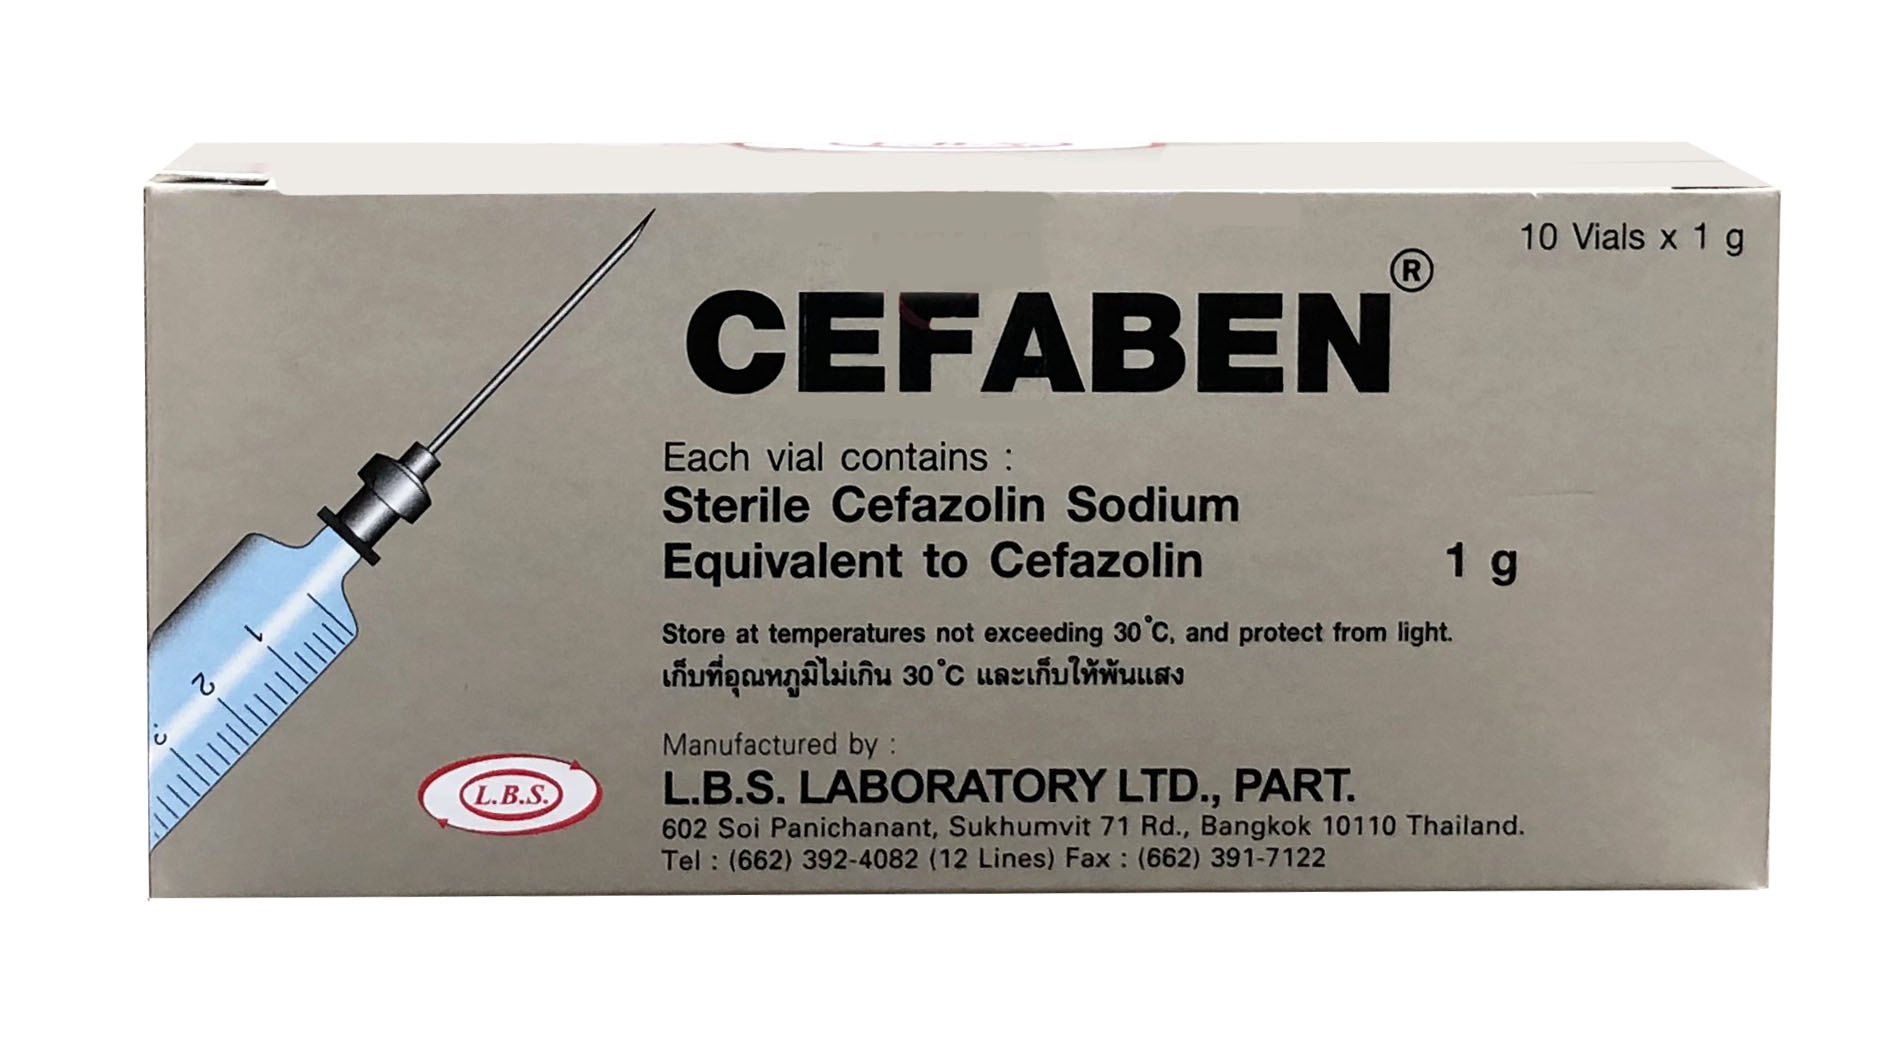 10 Vials x 1 g
CEFABEN®
Each vial contains :
Sterile Cefazolin Sodium
Equivalent to Cefazolin 1 g
Store at temperatures not exceeding 30°C, and protect from light.
เก็บที่อุณหภูมิไม่เกิน 30°C และเก็บให้พ้นแสง
Manufactured by :
L.B.S.
L.B.S. LABORATORY LTD., PART.
602 Soi Panichanant, Sukhumvit 71 Rd., Bangkok 10110 Thailand.
Tel : (662) 392-4082 (12 Lines) Fax : (662) 391-7122
1
2